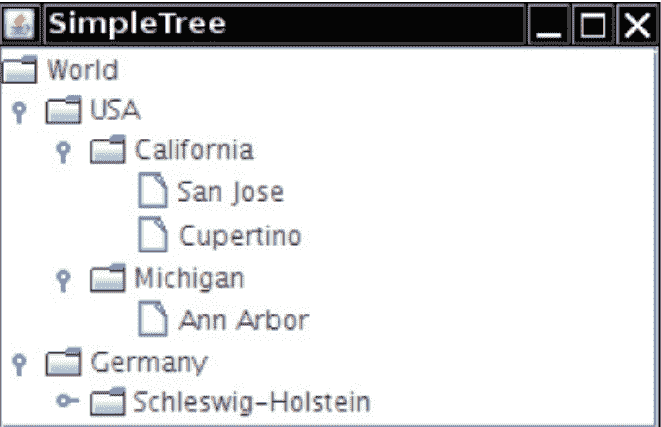 SimpleTree
World
USA
California
San Jose
Cupertino
Michigan
Ann Arbor
Germany
Schleswig-Holstein